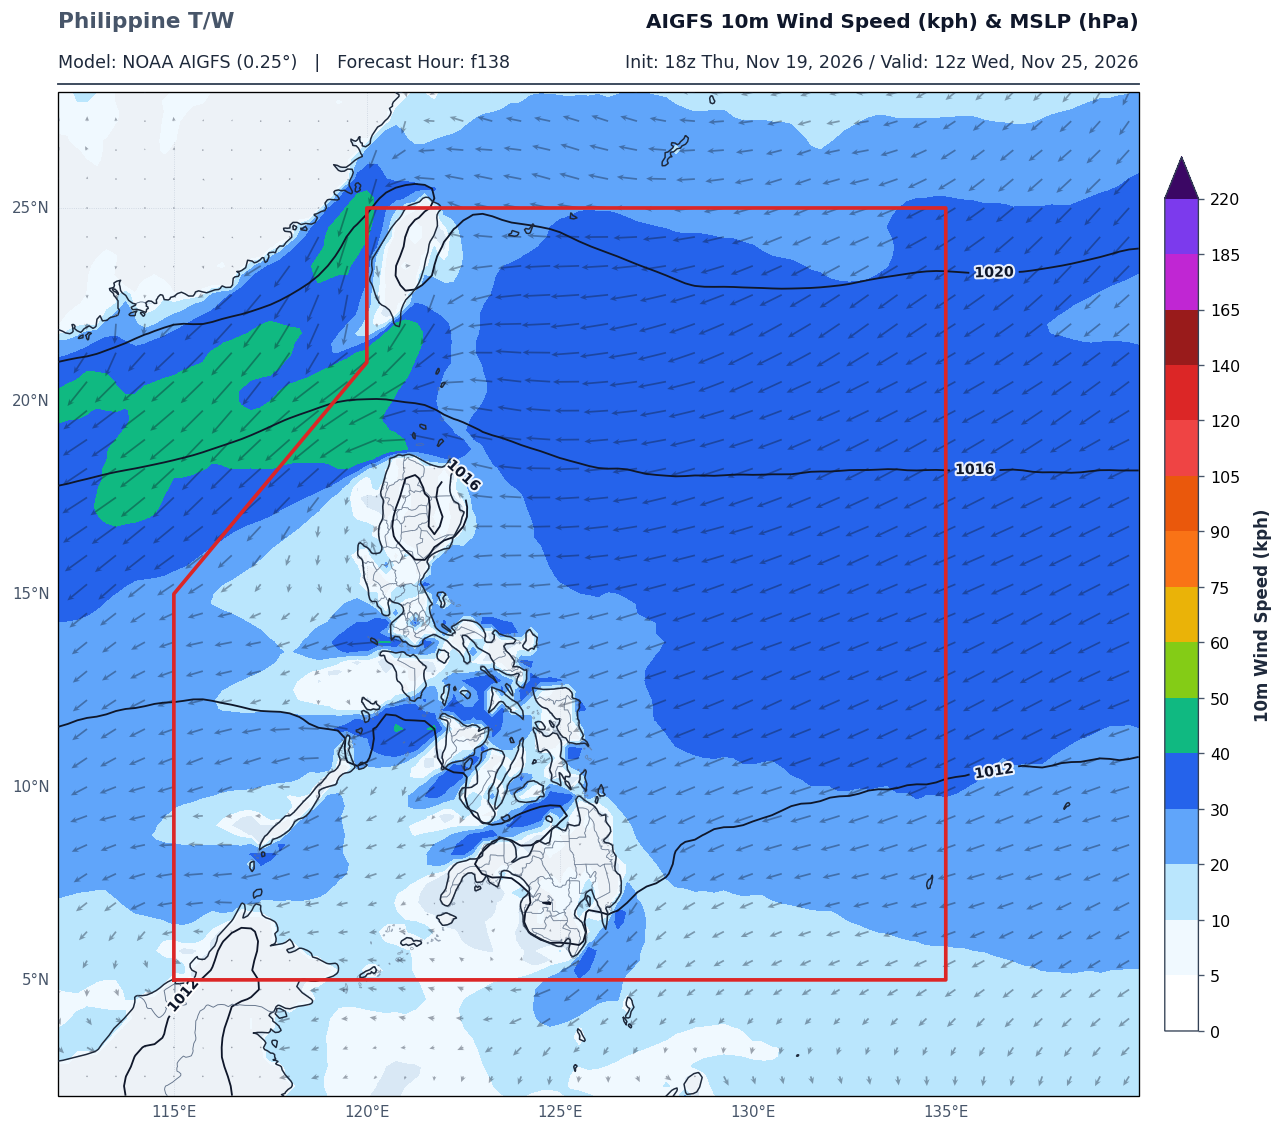 Philippine T/W
AIGFS 10m Wind Speed (kph) & MSLP (hPa)
Model: NOAA AIGFS (0.25°) | Forecast Hour: f138
Init: 18z Thu, Nov 19, 2026 / Valid: 12z Wed, Nov 25, 2026
25°N
20°N
15°N
10°N
5°N
115°E
120°E
125°E
130°E
135°E
1020
1016
1016
1012
1012
220
185
165
140
120
105
90
75
60
50
40
30
20
10
5
0
10m Wind Speed (kph)